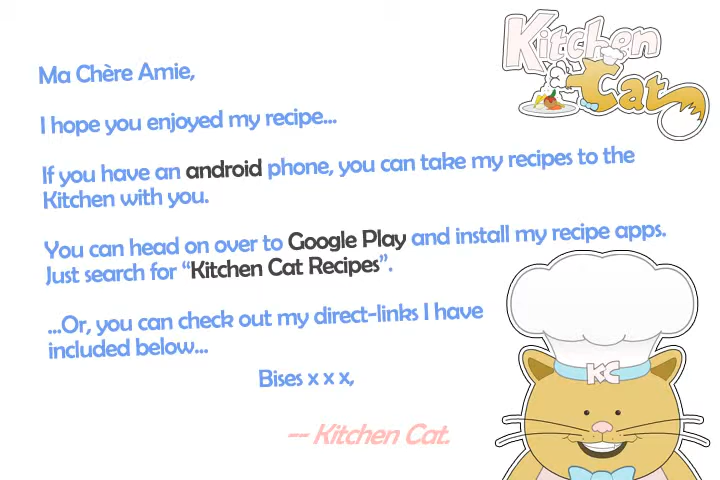 Kitchen
Cat
Ma Chère Amie,
I hope you enjoyed my recipe...
If you have an android phone, you can take my recipes to the
Kitchen with you.
You can head on over to Google Play and install my recipe apps.
Just search for “Kitchen Cat Recipes”.
...Or, you can check out my direct-links I have
included below...
Bises x x x,
-- Kitchen Cat.
KC